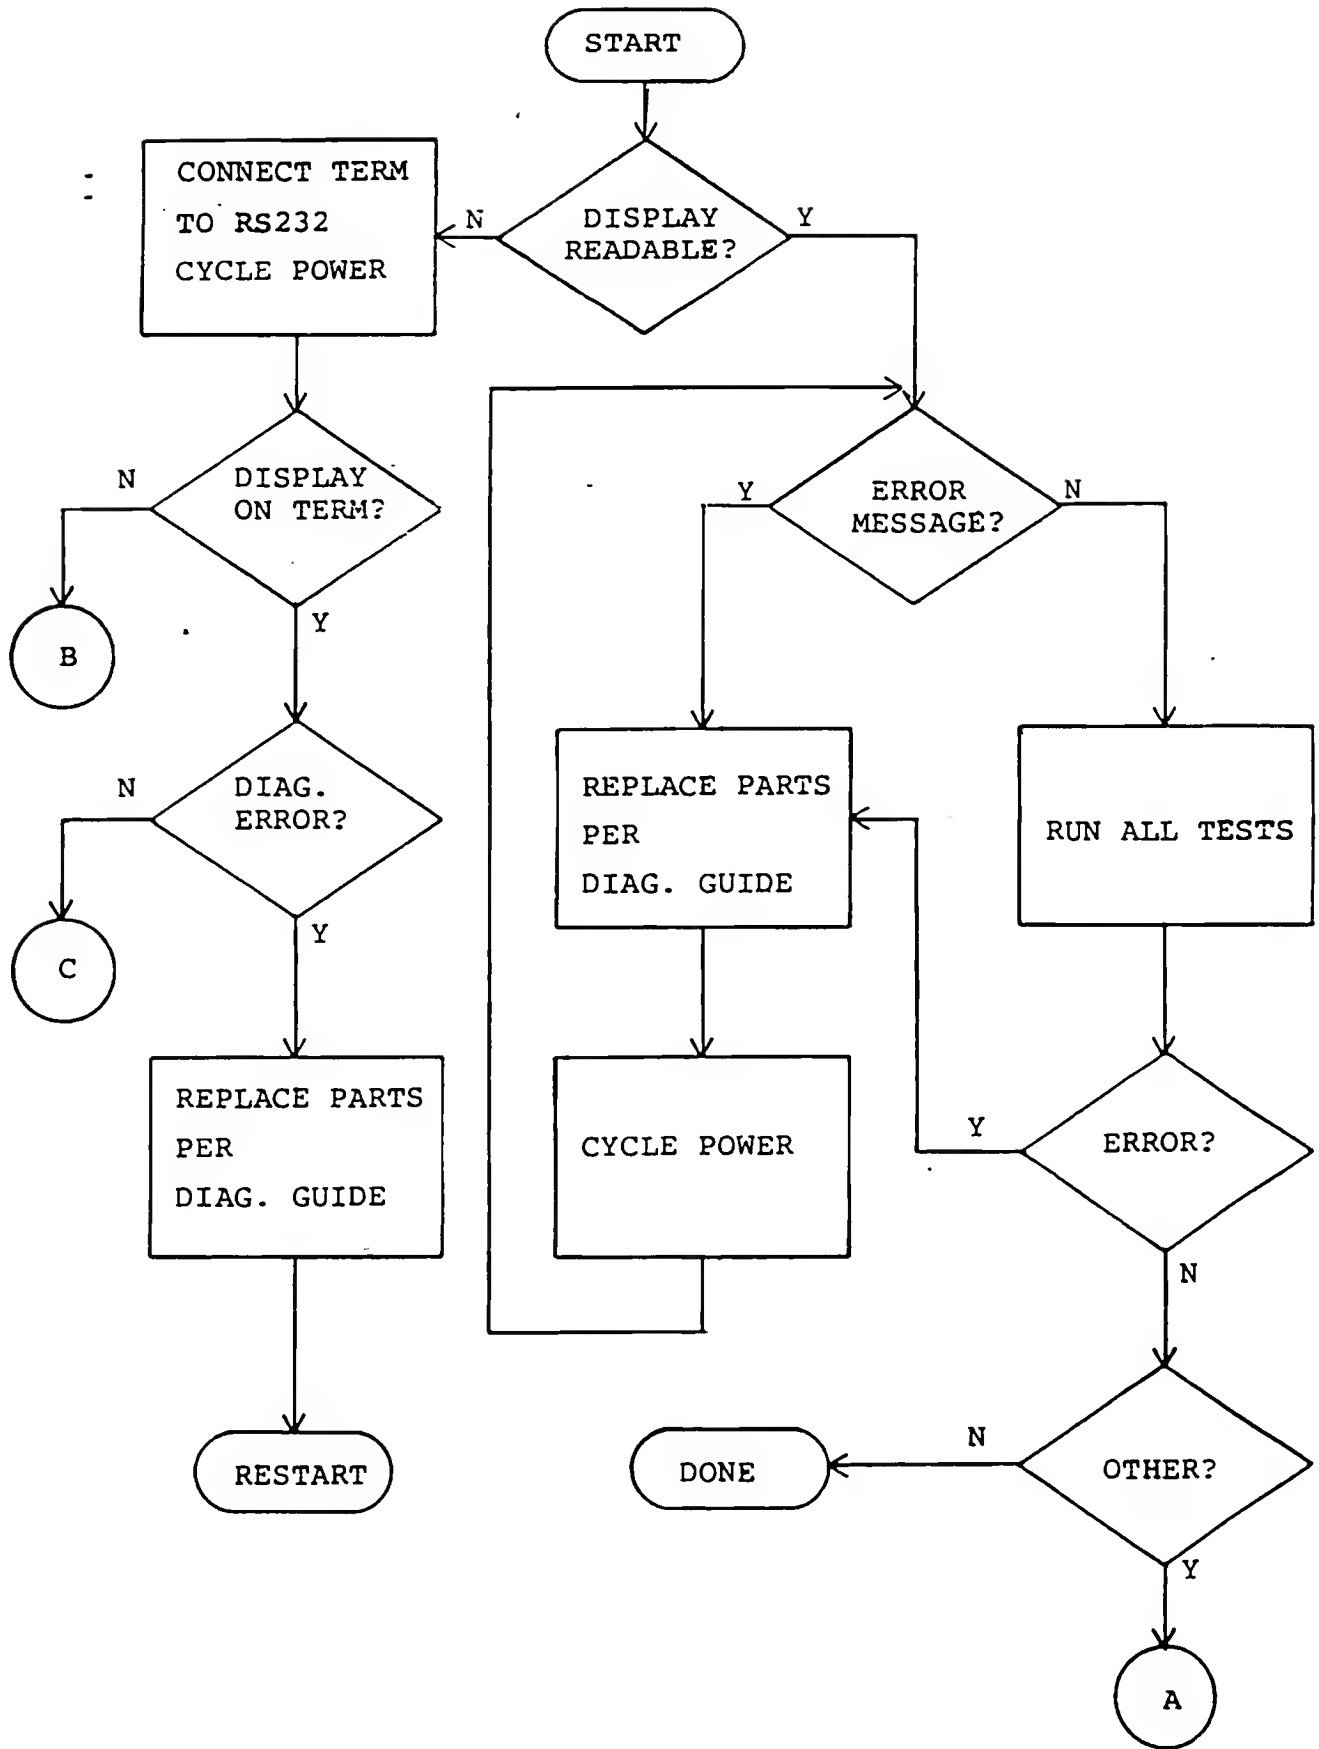 START
CONNECT TERM
TO RS232
CYCLE POWER
N
DISPLAY
READABLE?
Y
N
DISPLAY
ON TERM?
Y
B
Y
ERROR
MESSAGE?
N
N
DIAG.
ERROR?
Y
C
REPLACE PARTS
PER
DIAG. GUIDE
RUN ALL TESTS
REPLACE PARTS
PER
DIAG. GUIDE
CYCLE POWER
Y
ERROR?
N
RESTART
DONE
N
OTHER?
Y
A